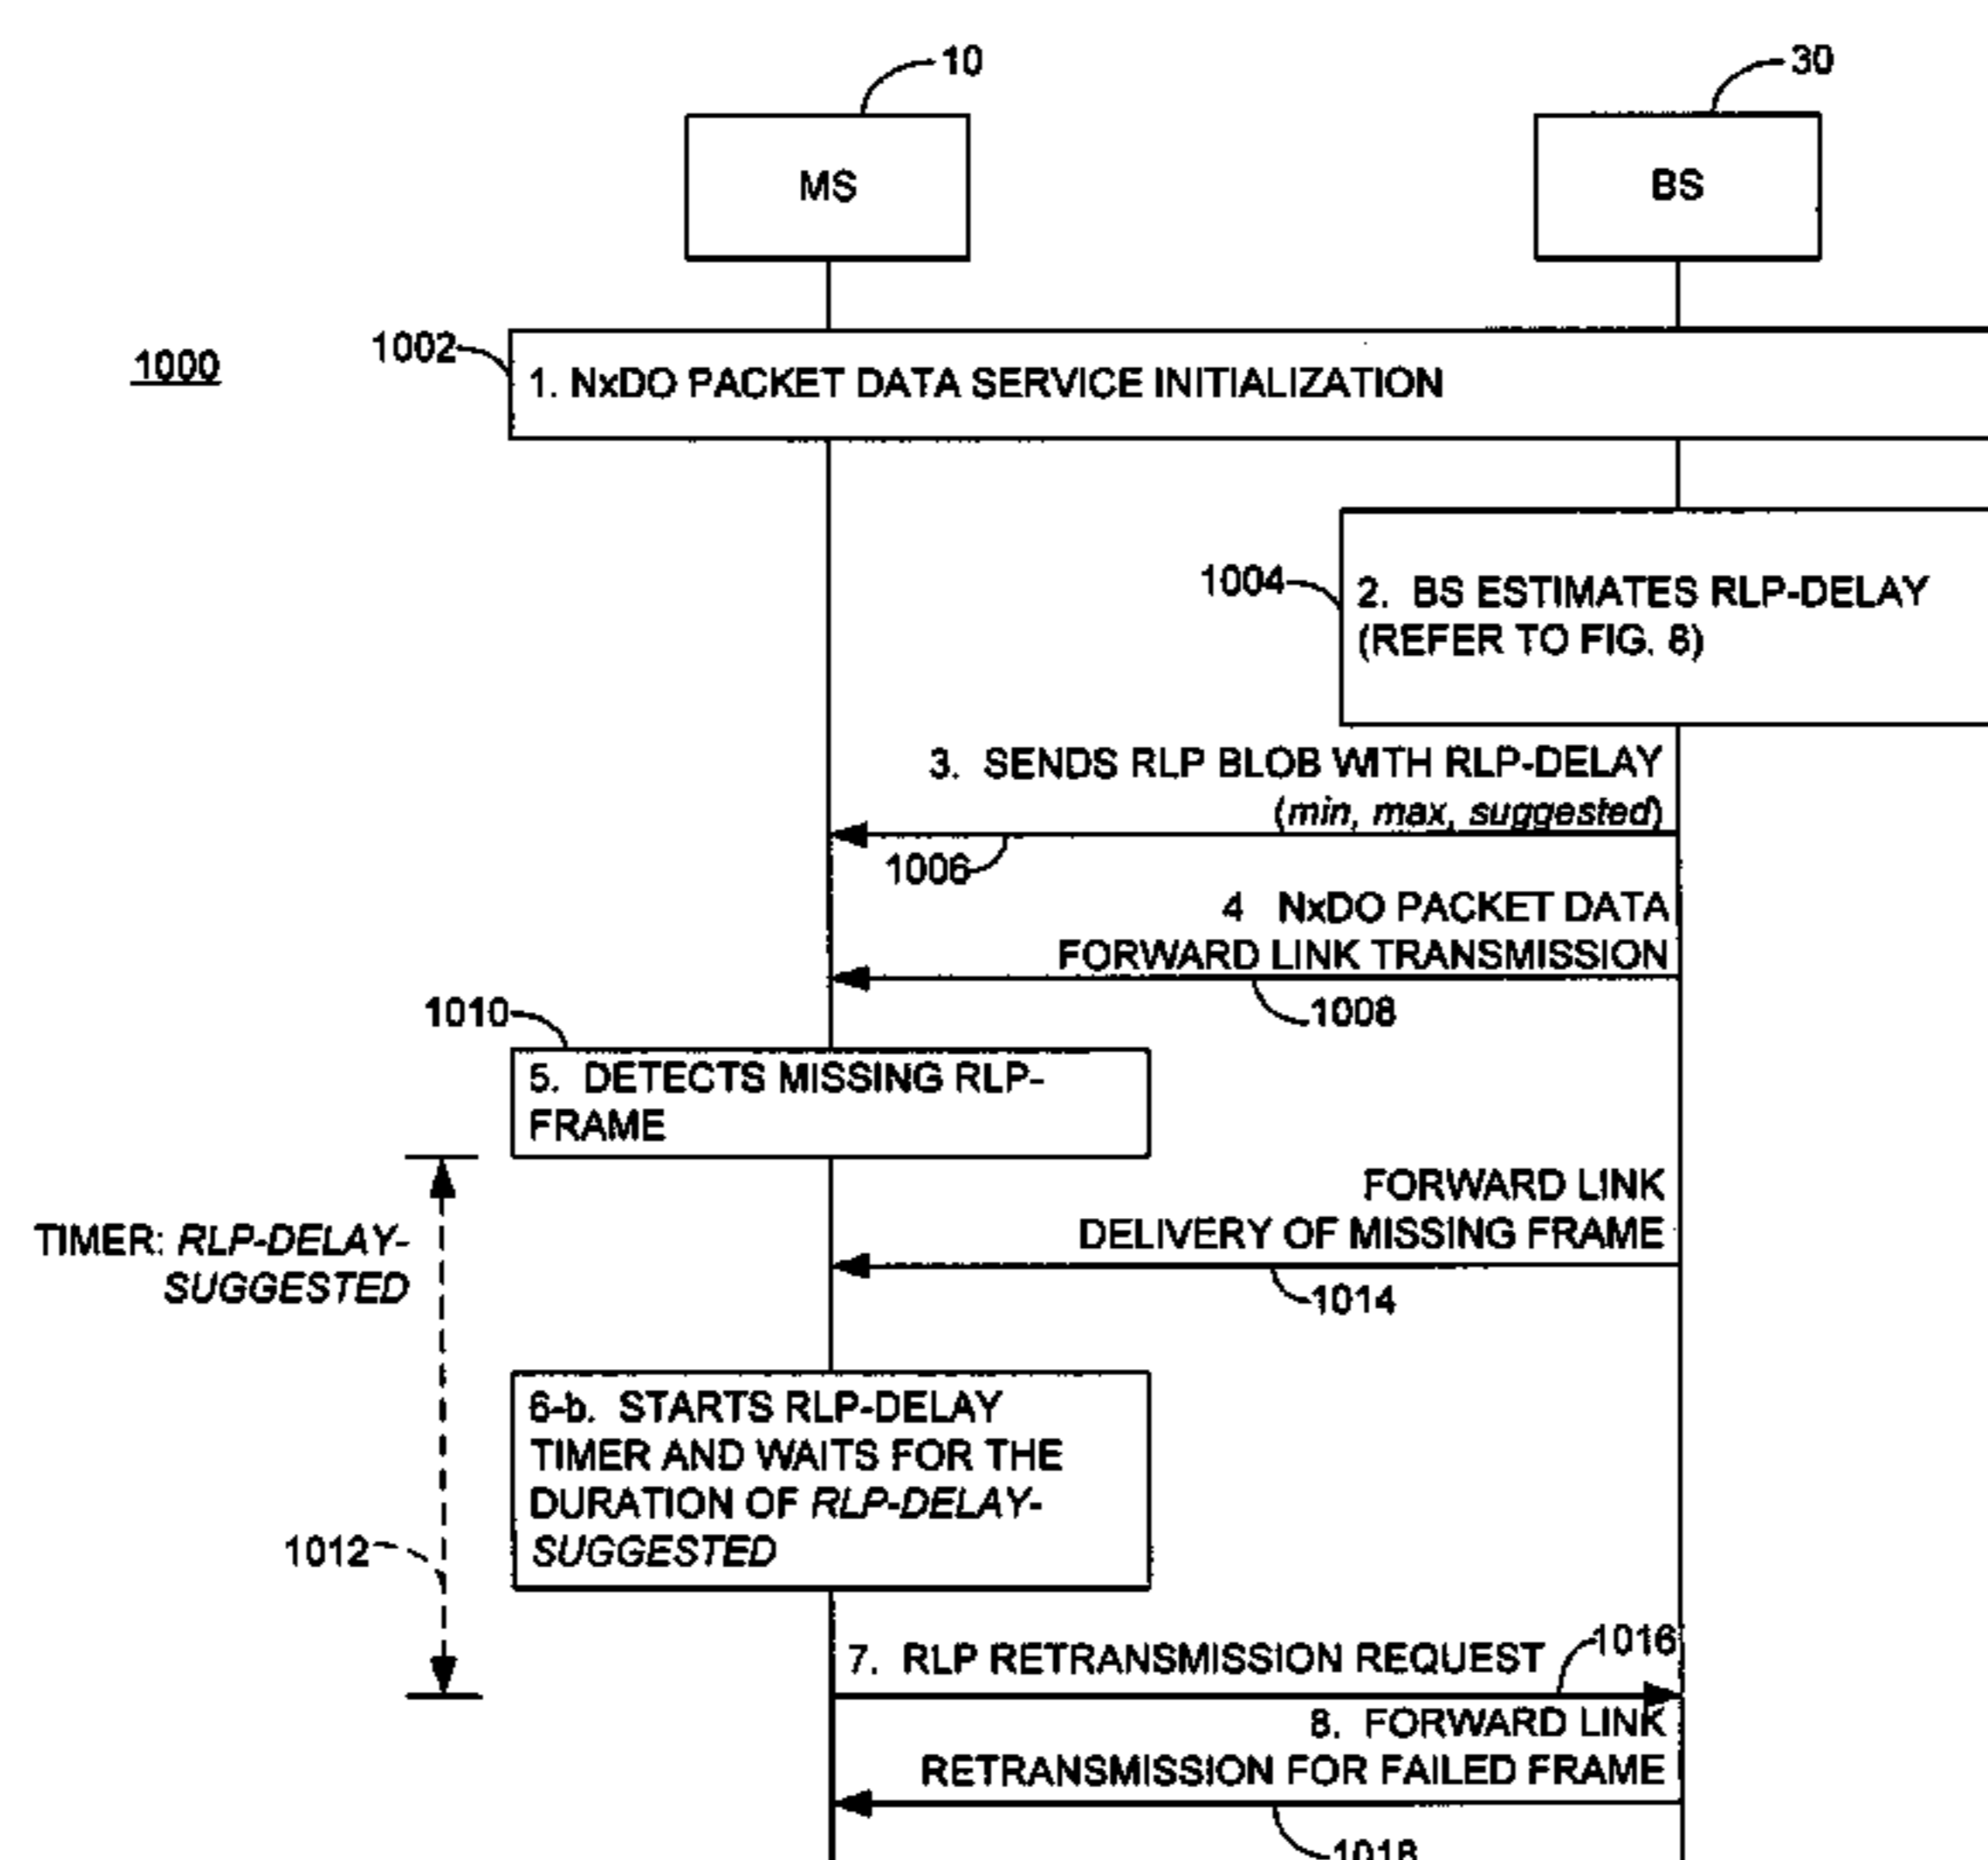 10
30
MS
BS
1000
1002
1. NxDO PACKET DATA SERVICE INITIALIZATION
1004
2. BS ESTIMATES RLP-DELAY
(REFER TO FIG. 8)
3. SENDS RLP BLOB WITH RLP-DELAY
(min, max, suggested)
1006
4 NxDO PACKET DATA
FORWARD LINK TRANSMISSION
1008
1010
5. DETECTS MISSING RLP-
FRAME
FORWARD LINK
DELIVERY OF MISSING FRAME
1014
TIMER: RLP-DELAY-
SUGGESTED
6-b. STARTS RLP-DELAY
TIMER AND WAITS FOR THE
DURATION OF RLP-DELAY-
SUGGESTED
1012
7. RLP RETRANSMISSION REQUEST
1016
8. FORWARD LINK
RETRANSMISSION FOR FAILED FRAME
1018